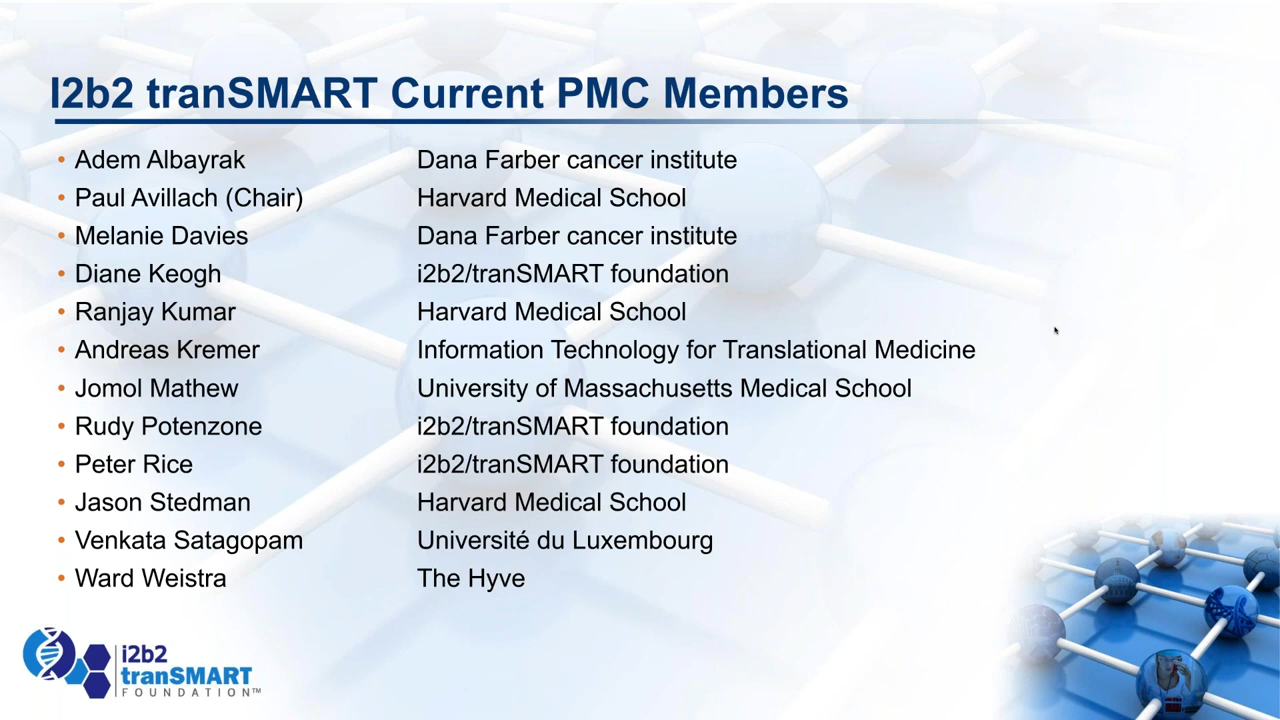 I2b2 tranSMART Current PMC Members
• Adem Albayrak Dana Farber cancer institute
• Paul Avillach (Chair) Harvard Medical School
• Melanie Davies Dana Farber cancer institute
• Diane Keogh i2b2/tranSMART foundation
• Ranjay Kumar Harvard Medical School
• Andreas Kremer Information Technology for Translational Medicine
• Jomol Mathew University of Massachusetts Medical School
• Rudy Potenzone i2b2/tranSMART foundation
• Peter Rice i2b2/tranSMART foundation
• Jason Stedman Harvard Medical School
• Venkata Satagopam Université du Luxembourg
• Ward Weistra The Hyve
i2b2
tranSMART
FOUNDATION™